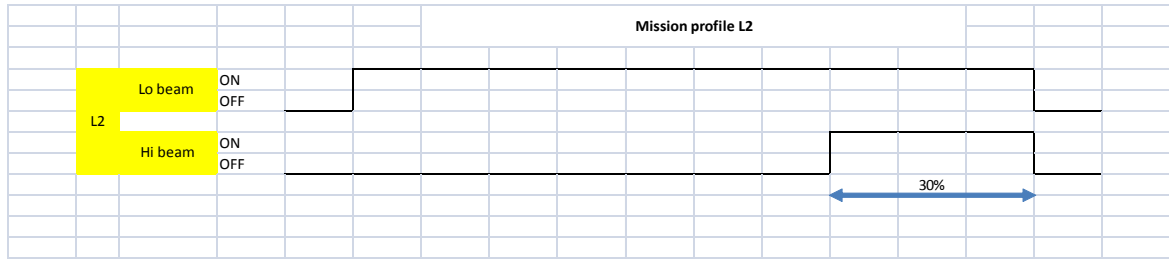 Mission profile L2
Lo beam
ON
OFF
L2
Hi beam
ON
OFF
30%